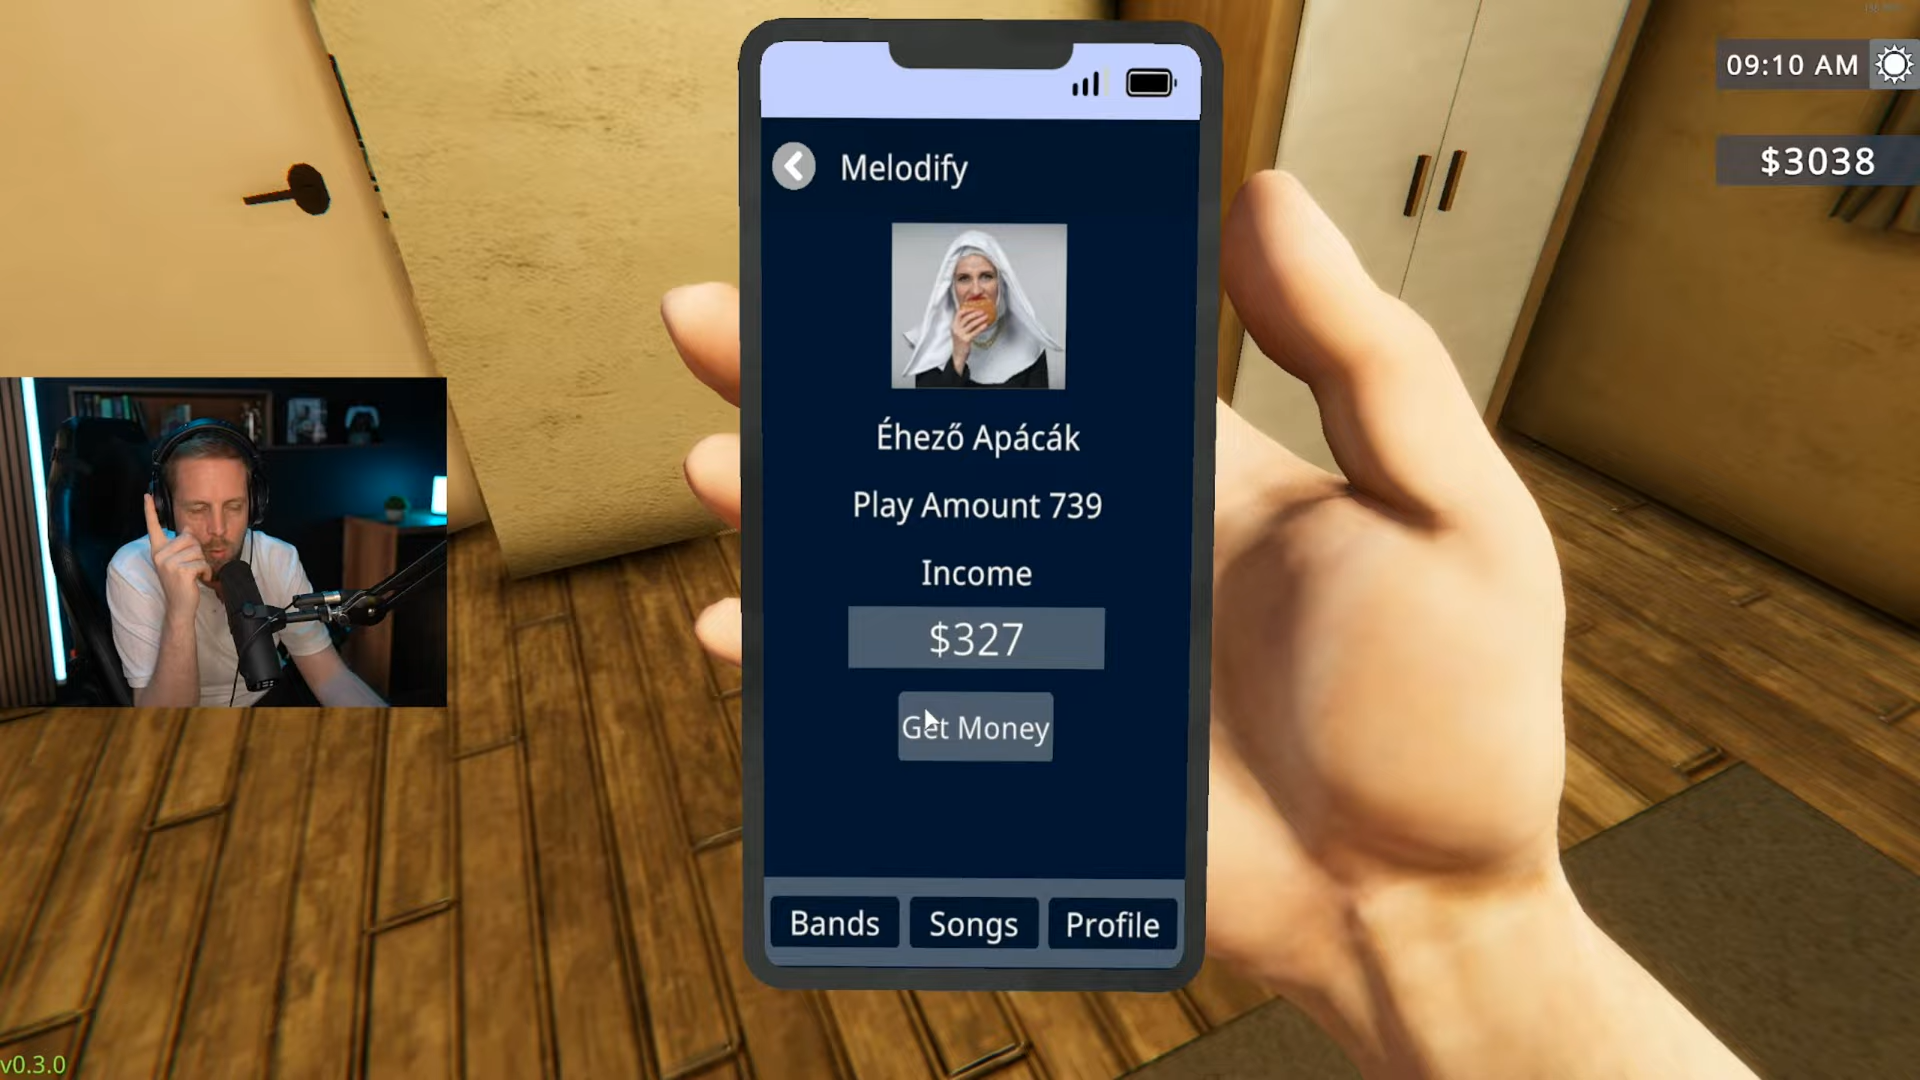 09:10 AM
$3038
Melodify
Éhező Apácák
Play Amount 739
Income
$327
Get Money
Bands
Songs
Profile
v0.3.0